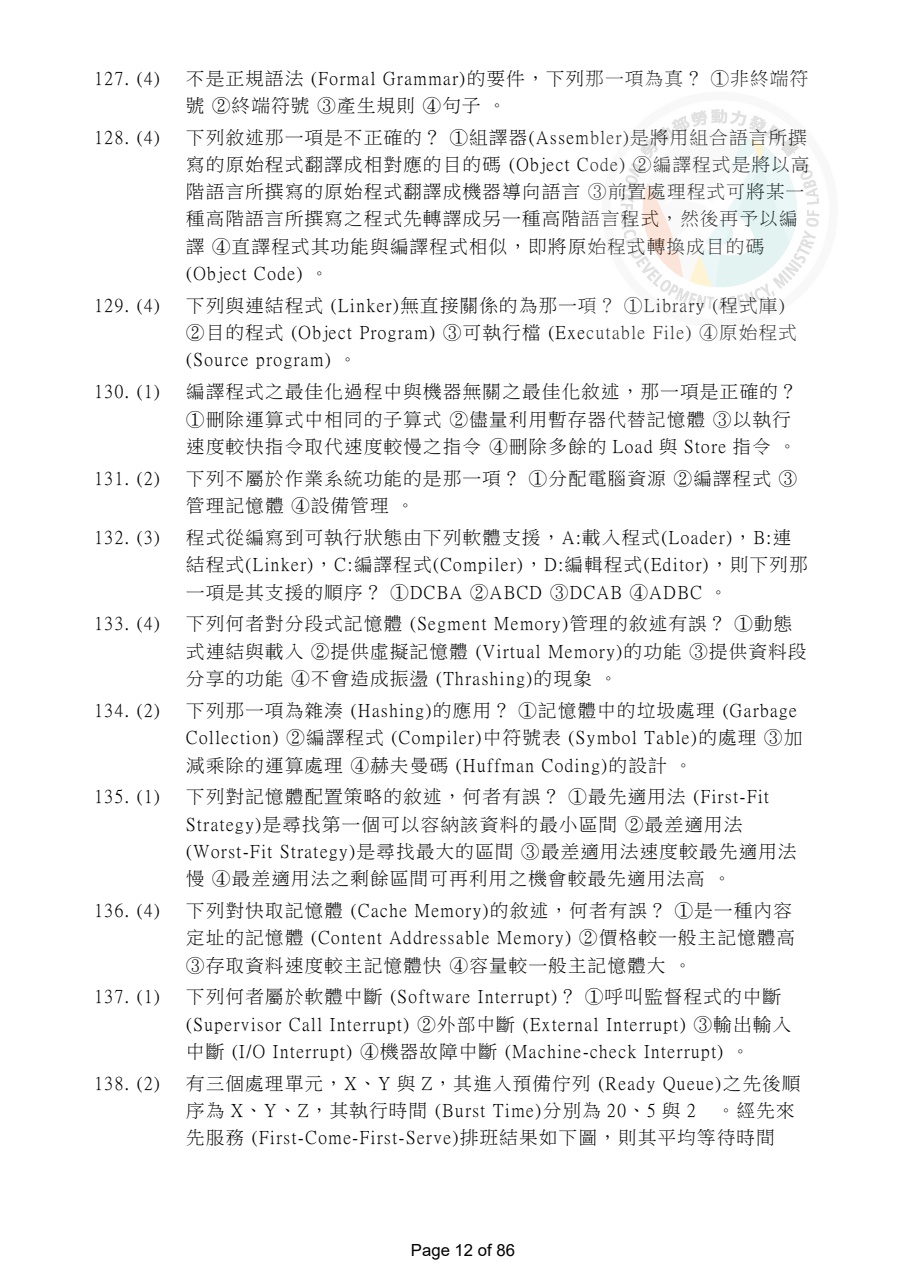 127. (4) 不是正規語法 (Formal Grammar)的要件，下列那一項為真？ ①非終端符
號 ②終端符號 ③產生規則 ④句子 。
128. (4) 下列敘述那一項是不正確的？ ①組譯器(Assembler)是將用組合語言所撰
寫的原始程式翻譯成相對應的目的碼 (Object Code) ②編譯程式是將以高
階語言所撰寫的原始程式翻譯成機器導向語言 ③前置處理程式可將某一
種高階語言所撰寫之程式先轉譯成另一種高階語言程式，然後再予以編
譯 ④直譯程式其功能與編譯程式相似，即將原始程式轉換成目的碼
(Object Code) 。
129. (4) 下列與連結程式 (Linker)無直接關係的為那一項？ ①Library (程式庫)
②目的程式 (Object Program) ③可執行檔 (Executable File) ④原始程式
(Source program) 。
130. (1) 編譯程式之最佳化過程中與機器無關之最佳化敘述，那一項是正確的？
①刪除運算式中相同的子算式 ②儘量利用暫存器代替記憶體 ③以執行
速度較快指令取代速度較慢之指令 ④刪除多餘的 Load 與 Store 指令 。
131. (2) 下列不屬於作業系統功能的是那一項？ ①分配電腦資源 ②編譯程式 ③
管理記憶體 ④設備管理 。
132. (3) 程式從編寫到可執行狀態由下列軟體支援，A:載入程式(Loader)，B:連
結程式(Linker)，C:編譯程式(Compiler)，D:編輯程式(Editor)，則下列那
一項是其支援的順序？ ①DCBA ②ABCD ③DCAB ④ADBC 。
133. (4) 下列何者對分段式記憶體 (Segment Memory)管理的敘述有誤？ ①動態
式連結與載入 ②提供虛擬記憶體 (Virtual Memory)的功能 ③提供資料段
分享的功能 ④不會造成振盪 (Thrashing)的現象 。
134. (2) 下列那一項為雜湊 (Hashing)的應用？ ①記憶體中的垃圾處理 (Garbage
Collection) ②編譯程式 (Compiler)中符號表 (Symbol Table)的處理 ③加
減乘除的運算處理 ④赫夫曼碼 (Huffman Coding)的設計 。
135. (1) 下列對記憶體配置策略的敘述，何者有誤？ ①最先適用法 (First-Fit
Strategy)是尋找第一個可以容納該資料的最小區間 ②最差適用法
(Worst-Fit Strategy)是尋找最大的區間 ③最差適用法速度較最先適用法
慢 ④最差適用法之剩餘區間可再利用之機會較最先適用法高 。
136. (4) 下列對快取記憶體 (Cache Memory)的敘述，何者有誤？ ①是一種內容
定址的記憶體 (Content Addressable Memory) ②價格較一般主記憶體高
③存取資料速度較主記憶體快 ④容量較一般主記憶體大 。
137. (1) 下列何者屬於軟體中斷 (Software Interrupt)？ ①呼叫監督程式的中斷
(Supervisor Call Interrupt) ②外部中斷 (External Interrupt) ③輸出輸入
中斷 (I/O Interrupt) ④機器故障中斷 (Machine-check Interrupt) 。
138. (2) 有三個處理單元，X、Y 與 Z，其進入預備佇列 (Ready Queue)之先後順
序為 X、Y、Z，其執行時間 (Burst Time)分別為 20、5 與 2 。經先來
先服務 (First-Come-First-Serve)排班結果如下圖，則其平均等待時間
Page 12 of 86